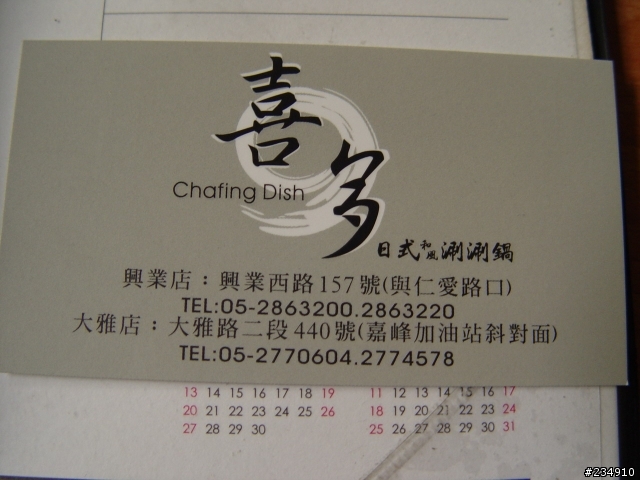 喜多
Chafing Dish
日式和風涮涮鍋
興業店：興業西路157號(與仁愛路口)
TEL:05-2863200.2863220
大雅店：大雅路二段440號(嘉峰加油站斜對面)
TEL:05-2770604.2774578
13 14 15 16 17 18 19 11 12 13 14 15 16 17
20 21 22 23 24 25 26 18 19 20 21 22 23 24
27 28 29 30 25 26 27 28 29 30 31
#234910